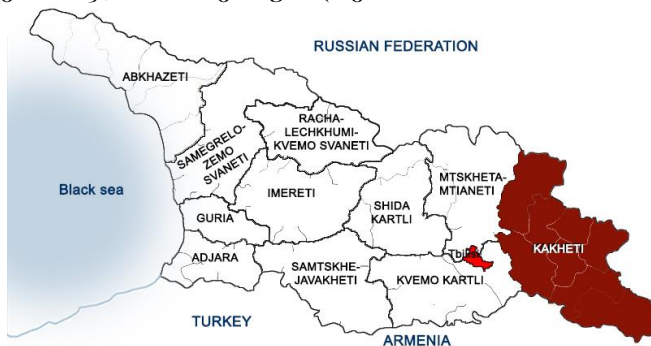 RUSSIAN FEDERATION
ABKHAZETI
RACHA-
LECHKHUMI-
KVEMO SVANETI
SAMEGRELO-
ZEMO
SVANETI
MTSKHETA-
MTIANETI
Black sea
IMERETI
SHIDA
KARTLI
GURIA
KAKHETI
ADJARA
Tbilisi
SAMTSKHE-
JAVAKHETI
KVEMO KARTLI
TURKEY
ARMENIA